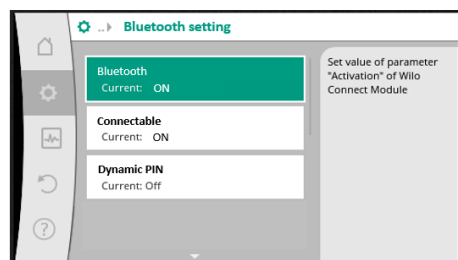 ..▸ Bluetooth setting
Bluetooth
Current: ON
Connectable
Current: ON
Dynamic PIN
Current: Off
Set value of parameter
"Activation" of Wilo
Connect Module
?